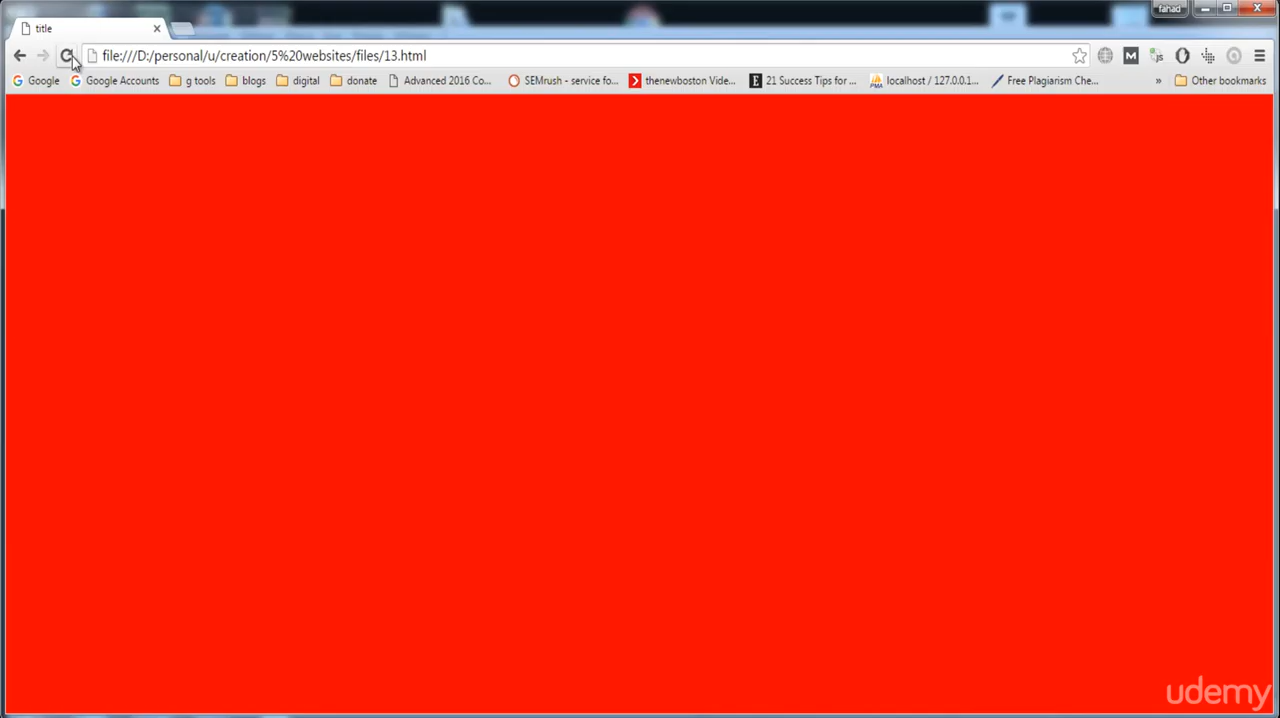 fahad
title
file:///D:/personal/u/creation/5%20websites/files/13.html
M
js
Google
Google Accounts
g tools
blogs
digital
donate
Advanced 2016 Co...
SEMrush - service fo...
thenewboston Vide...
E
21 Success Tips for ...
PMA
localhost / 127.0.0.1...
Free Plagiarism Che...
»
Other bookmarks
udemy